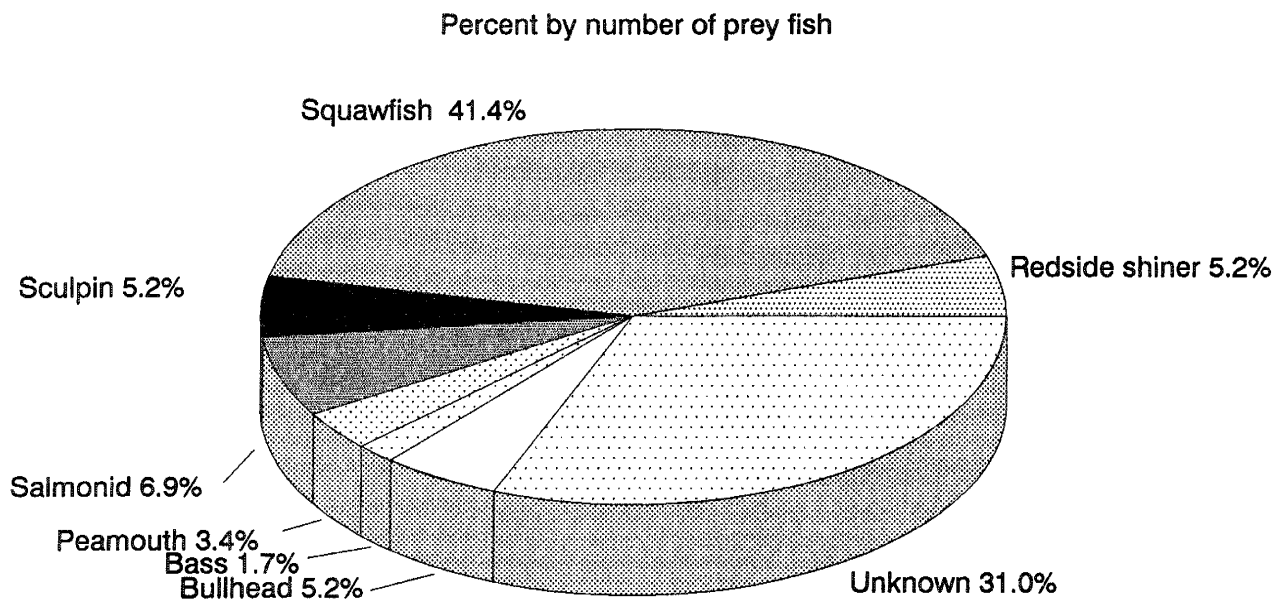 Percent by number of prey fish
Squawfish 41.4%
Redside shiner 5.2%
Sculpin 5.2%
Salmonid 6.9%
Peamouth 3.4%
Bass 1.7%
Bullhead 5.2%
Unknown 31.0%